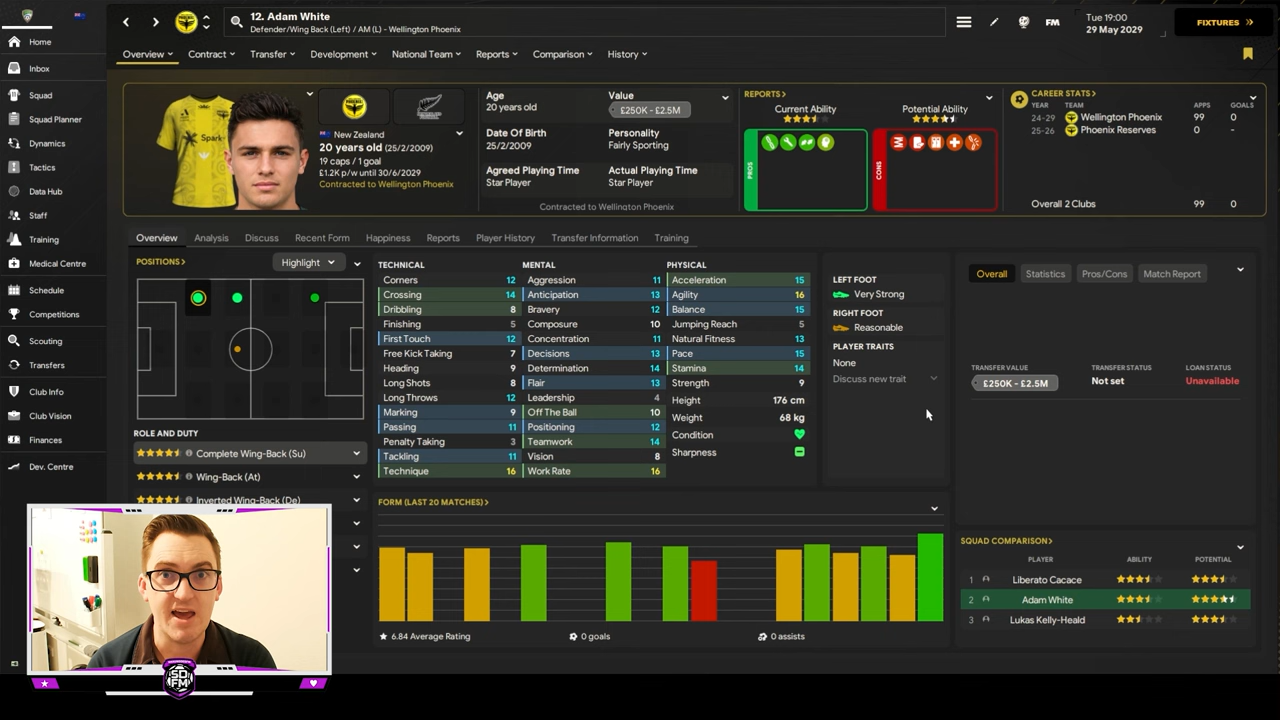 12. Adam White
Defender/Wing Back (Left) / AM (L) - Wellington Phoenix
FM
Tue 19:00
29 May 2029
FIXTURES
Home
Inbox
Squad
Squad Planner
Dynamics
Tactics
Data Hub
Staff
Training
Medical Centre
Schedule
Competitions
Scouting
Transfers
Club Info
Club Vision
Finances
Dev. Centre
Overview
Contract
Transfer
Development
National Team
Reports
Comparison
History
Spark
New Zealand
20 years old (25/2/2009)
19 caps / 1 goal
£1.2K p/w until 30/6/2029
Contracted to Wellington Phoenix
Age
20 years old
Value
£250K - £2.5M
Date Of Birth
25/2/2009
Personality
Fairly Sporting
Agreed Playing Time
Star Player
Actual Playing Time
Star Player
Contracted to Wellington Phoenix
REPORTS
Current Ability
Potential Ability
PROS
CONS
CAREER STATS
YEAR TEAM APPS GOALS
24-29 Wellington Phoenix 99 0
25-26 Phoenix Reserves 0 -
Overall 2 Clubs 99 0
Overview
Analysis
Discuss
Recent Form
Happiness
Reports
Player History
Transfer Information
Training
POSITIONS
Highlight
ROLE AND DUTY
Complete Wing-Back (Su)
Wing-Back (At)
Inverted Wing-Back (De)
TECHNICAL
Corners 12
Crossing 14
Dribbling 8
Finishing 5
First Touch 12
Free Kick Taking 7
Heading 9
Long Shots 8
Long Throws 12
Marking 9
Passing 11
Penalty Taking 3
Tackling 11
Technique 16
MENTAL
Aggression 11
Anticipation 13
Bravery 12
Composure 10
Concentration 11
Decisions 13
Determination 14
Flair 13
Leadership 4
Off The Ball 10
Positioning 12
Teamwork 14
Vision 8
Work Rate 16
PHYSICAL
Acceleration 15
Agility 16
Balance 15
Jumping Reach 5
Natural Fitness 13
Pace 15
Stamina 14
Strength 9
Height 176 cm
Weight 68 kg
Condition
Sharpness
LEFT FOOT
Very Strong
RIGHT FOOT
Reasonable
PLAYER TRAITS
None
Discuss new trait
Overall
Statistics
Pros/Cons
Match Report
TRANSFER VALUE
£250K - £2.5M
TRANSFER STATUS
Not set
LOAN STATUS
Unavailable
FORM (LAST 20 MATCHES)
6.84 Average Rating
0 goals
0 assists
SQUAD COMPARISON
PLAYER ABILITY POTENTIAL
1 Liberato Cacace
2 Adam White
3 Lukas Kelly-Heald
SD
FM